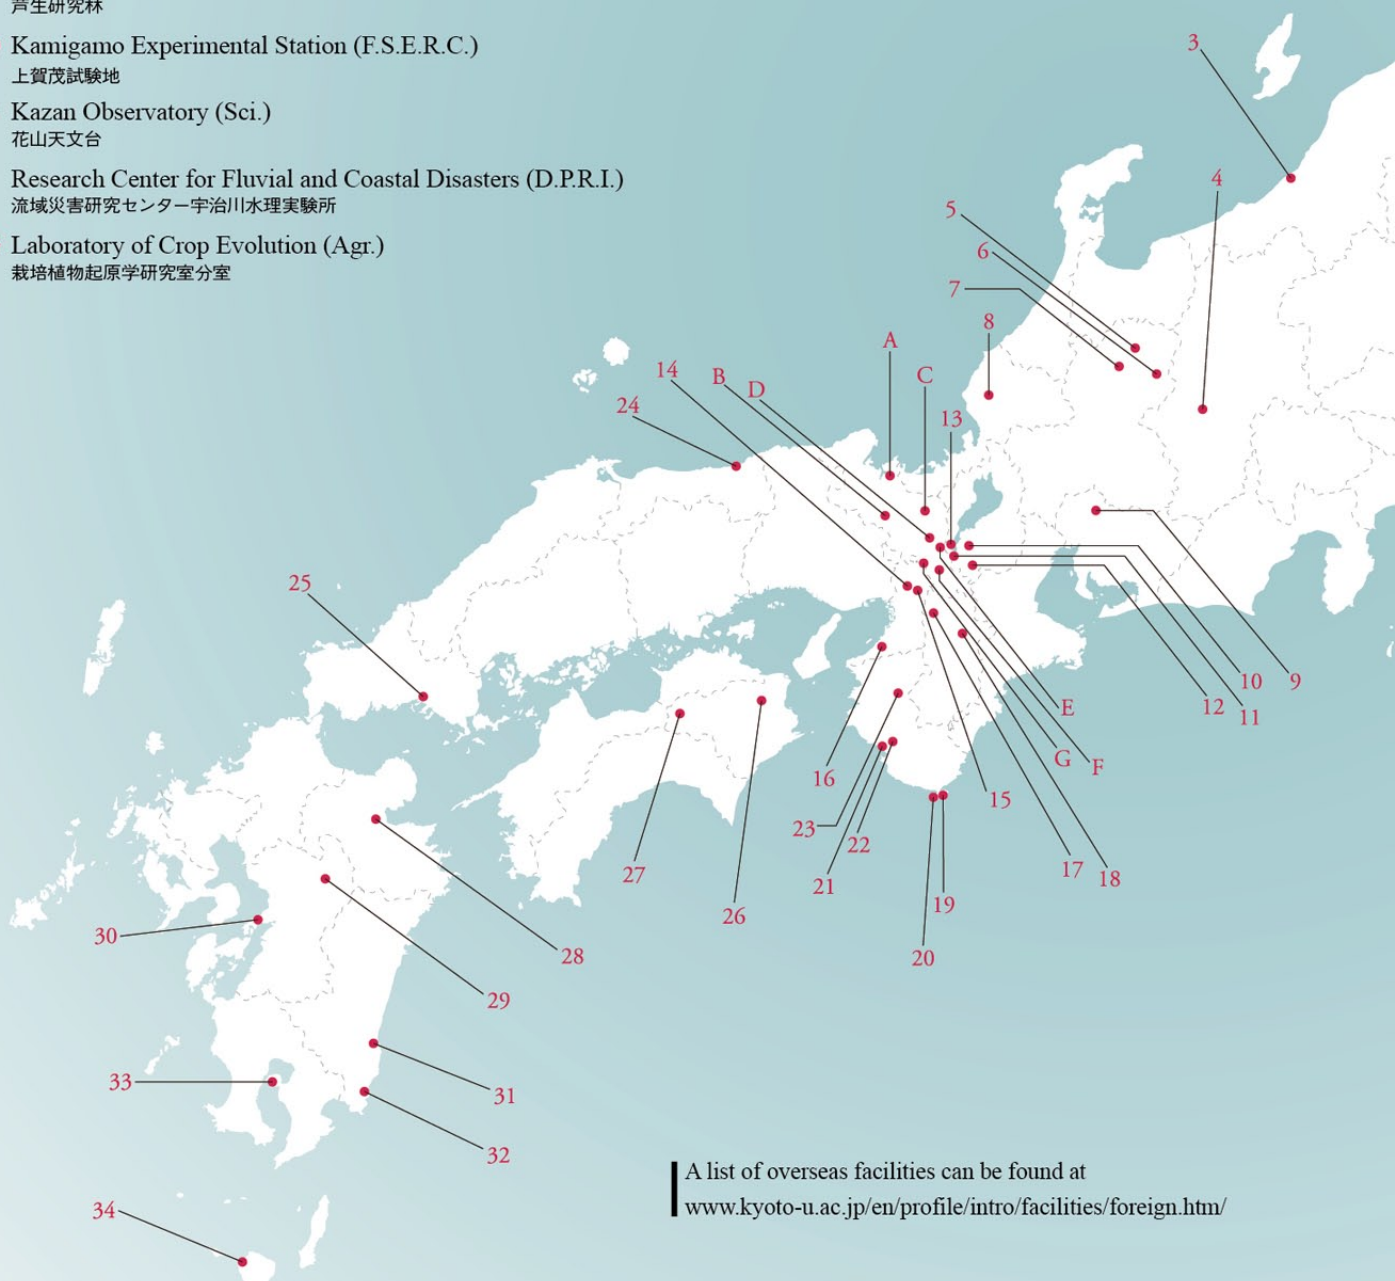 芦生研究林
Kamigamo Experimental Station (F.S.E.R.C.)
上賀茂試験地
Kazan Observatory (Sci.)
花山天文台
Research Center for Fluvial and Coastal Disasters (D.P.R.I.)
流域災害研究センター宇治川水理実験所
Laboratory of Crop Evolution (Agr.)
栽培植物起原学研究室分室
3
4
5
6
7
8
A
14
B
D
C
24
13
25
9
10
12
11
E
G
F
16
15
23
22
21
17
18
27
26
19
20
30
28
29
33
31
32
34
A list of overseas facilities can be found at
www.kyoto-u.ac.jp/en/profile/intro/facilities/foreign.htm/